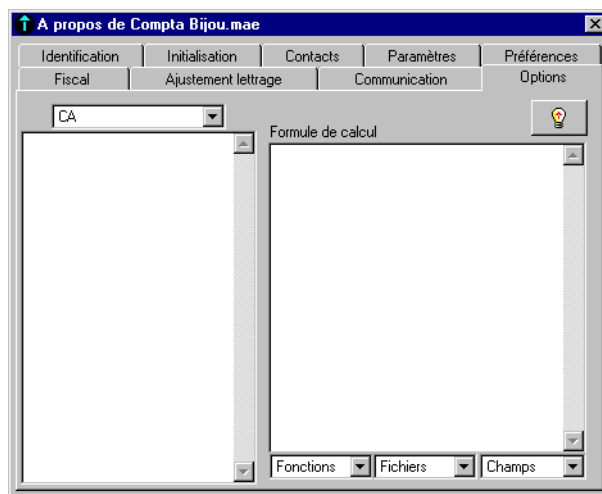 A propos de Compta Bijou.mae
Identification Initialisation Contacts Paramètres Préférences
Fiscal Ajustement lettrage Communication Options
CA
Formule de calcul
Fonctions Fichiers Champs